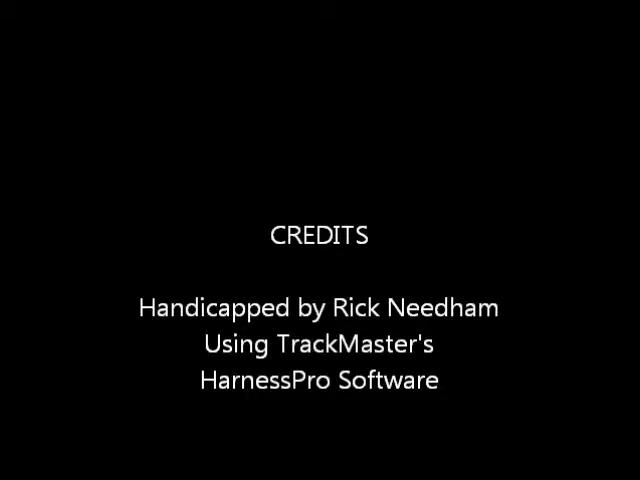 CREDITS
Handicapped by Rick Needham
Using TrackMaster's
HarnessPro Software